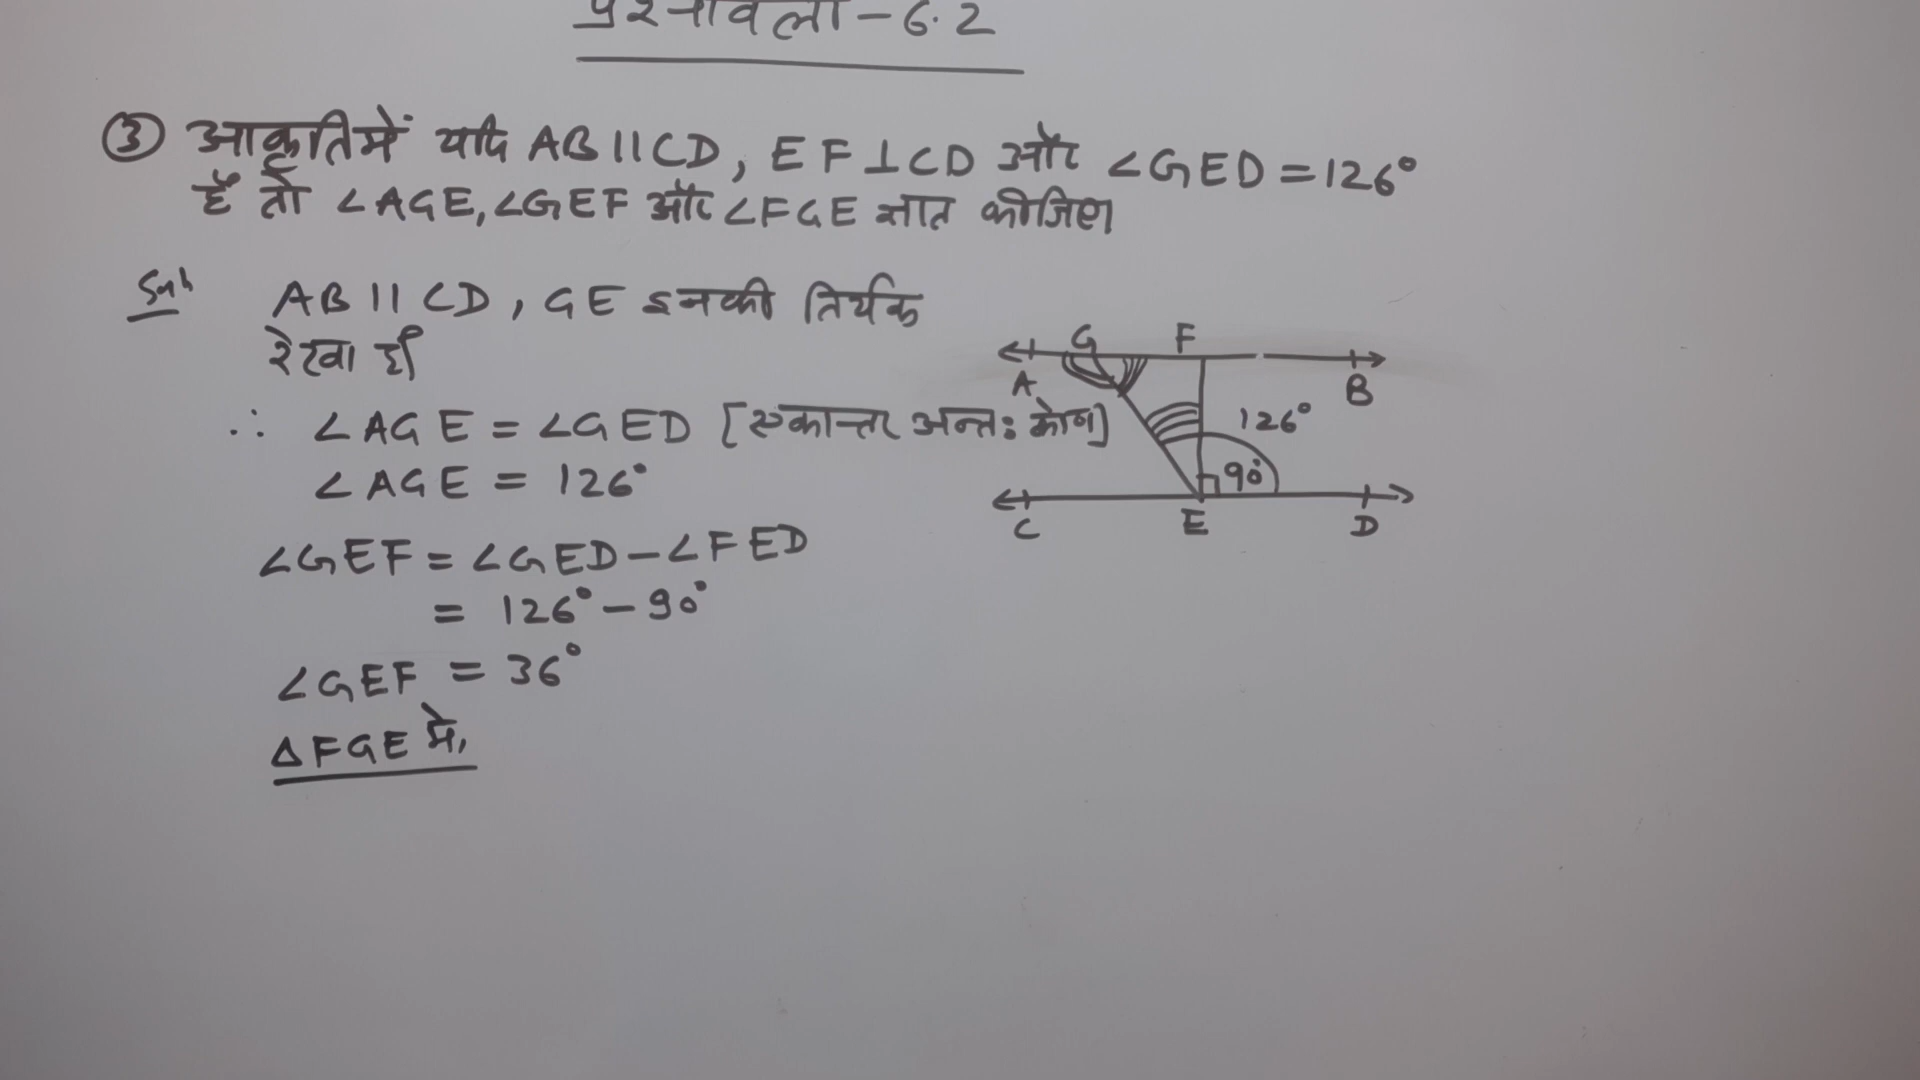 प्रश्नावली - 6.2
③ आकृति में यदि AB || CD, EF ⊥ CD और ∠GED = 126°
है तो ∠AGE, ∠GEF और ∠FGE ज्ञात कीजिए।
Soln AB || CD, GE इनकी तिर्यक
रेखा है।
∴ ∠AGE = ∠GED [एकान्तर अन्तः कोण]
∠AGE = 126°
∠GEF = ∠GED - ∠FED
= 126° - 90°
∠GEF = 36°
ΔFGE में,
G F
A B
126°
90°
C E D